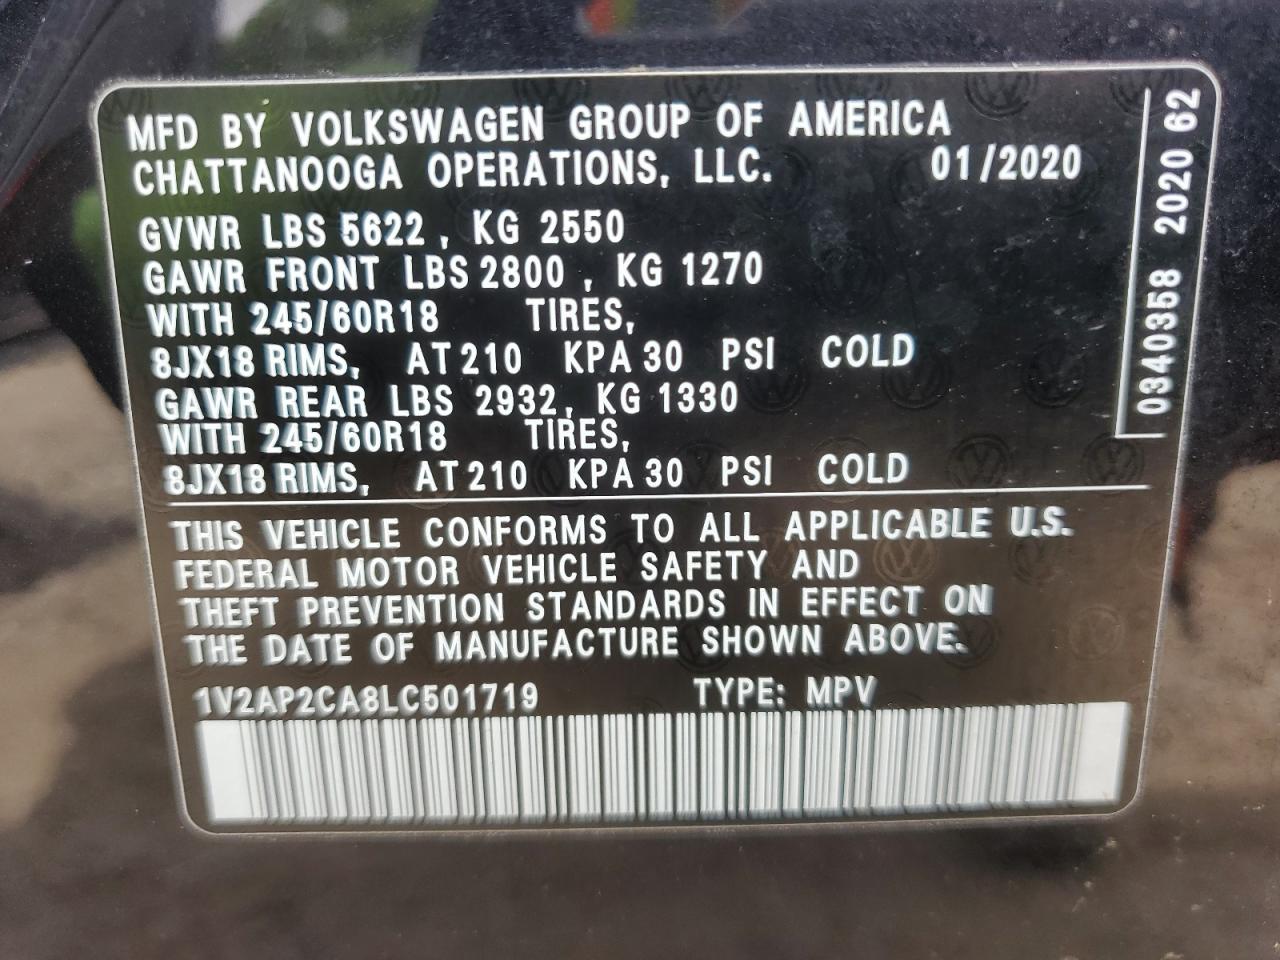 MFD BY VOLKSWAGEN GROUP OF AMERICA
CHATTANOOGA OPERATIONS, LLC. 01/2020
GVWR LBS 5622, KG 2550
GAWR FRONT LBS 2800, KG 1270
WITH 245/60R18 TIRES,
8JX18 RIMS, AT 210 KPA 30 PSI COLD
GAWR REAR LBS 2932, KG 1330
WITH 245/60R18 TIRES,
8JX18 RIMS, AT 210 KPA 30 PSI COLD
THIS VEHICLE CONFORMS TO ALL APPLICABLE U.S.
FEDERAL MOTOR VEHICLE SAFETY AND
THEFT PREVENTION STANDARDS IN EFFECT ON
THE DATE OF MANUFACTURE SHOWN ABOVE.
1V2AP2CA8LC501719 TYPE: MPV
0340358 2020 62